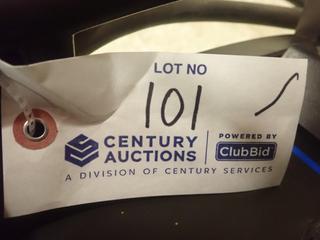 LOT NO
101
CENTURY AUCTIONS
POWERED BY
ClubBid
A DIVISION OF CENTURY SERVICES